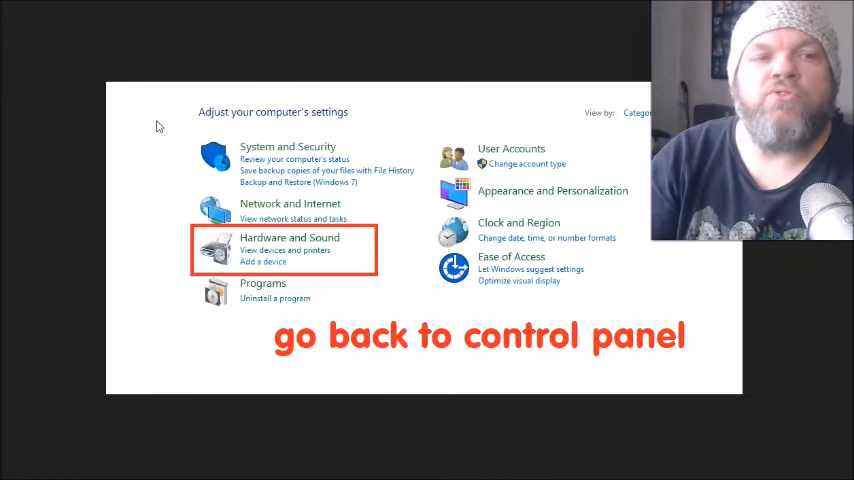 Adjust your computer's settings
View by:
System and Security
Review your computer's status
Save backup copies of your files with File History
Backup and Restore (Windows 7)
Network and Internet
View network status and tasks
Hardware and Sound
View devices and printers
Add a device
Programs
Uninstall a program
User Accounts
Change account type
Appearance and Personalization
Clock and Region
Change date, time, or number formats
Ease of Access
Let Windows suggest settings
Optimize visual display
go back to control panel